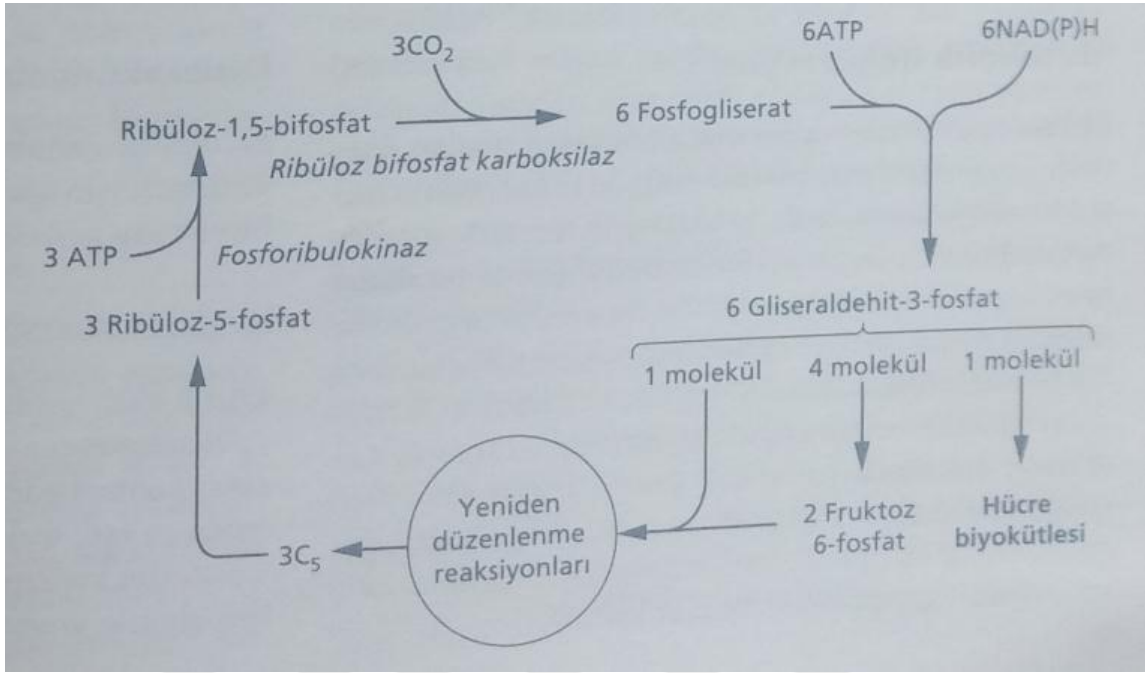 3CO₂
6ATP
6NAD(P)H
Ribüloz-1,5-bifosfat
6 Fosfogliserat
Ribüloz bifosfat karboksilaz
3 ATP
Fosforibulokinaz
3 Ribüloz-5-fosfat
6 Gliseraldehit-3-fosfat
1 molekül
4 molekül
1 molekül
Yeniden
düzenlenme
reaksiyonları
3C₅
2 Fruktoz
6-fosfat
Hücre
biyokütlesi